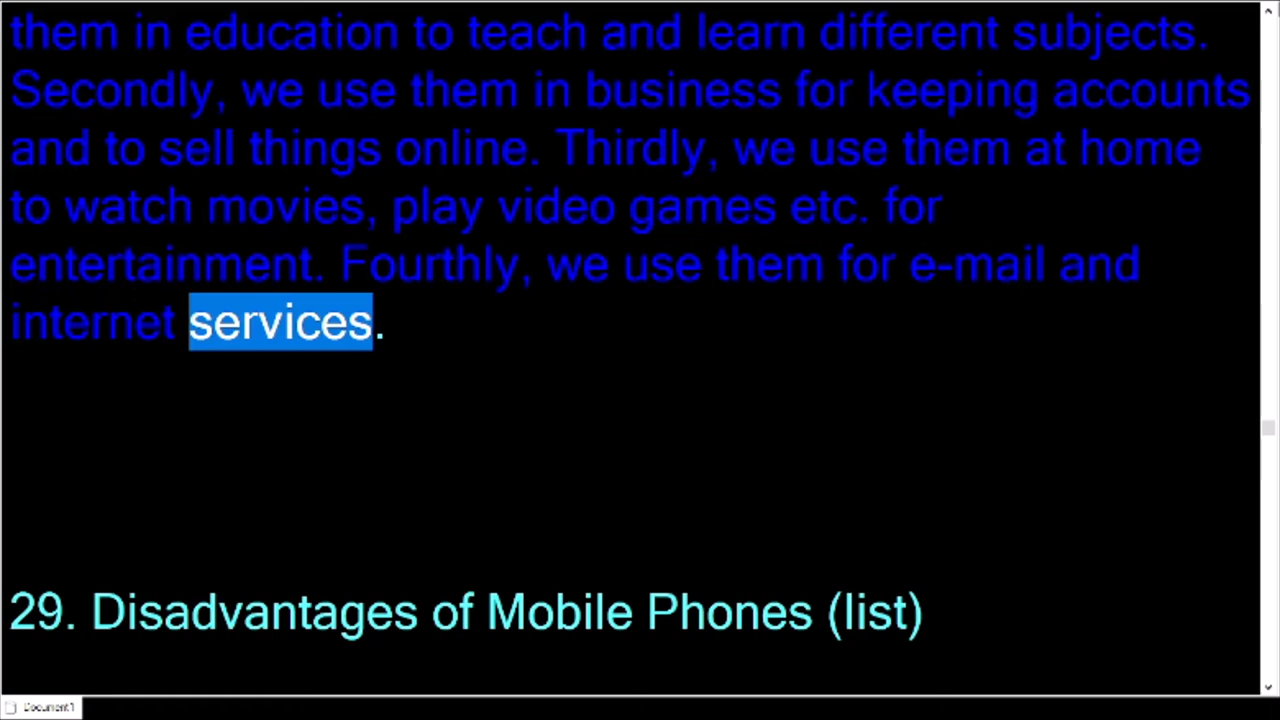 them in education to teach and learn different subjects.
Secondly, we use them in business for keeping accounts
and to sell things online. Thirdly, we use them at home
to watch movies, play video games etc. for
entertainment. Fourthly, we use them for e-mail and
internet services.
29. Disadvantages of Mobile Phones (list)
Document1